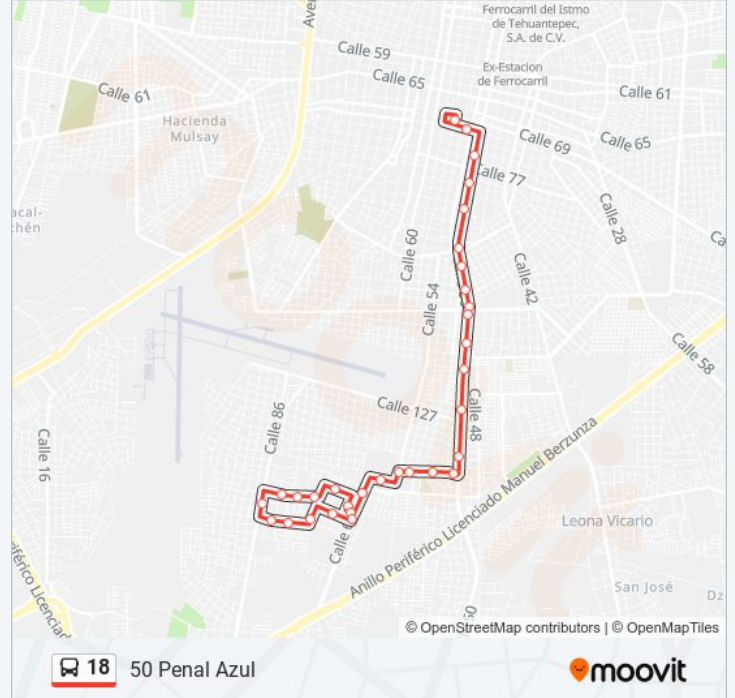 Ferrocarril del Istmo
de Tehuantepec,
S.A. de C.V.
Calle 59
Calle 65
Ex-Estacion
de Ferrocarril
Calle 61
Calle 61
Hacienda
Mulsay
Calle 69
Calle 65
Calle 77
Calle 28
Calle 60
Calle 42
Calle 54
Calle 58
Calle 127
Calle 48
Calle 86
Calle 16
Anillo Periférico Licenciado Manuel Berzunza
Leona Vicario
San José
© OpenStreetMap contributors | © OpenMapTiles
18 50 Penal Azul
moovit